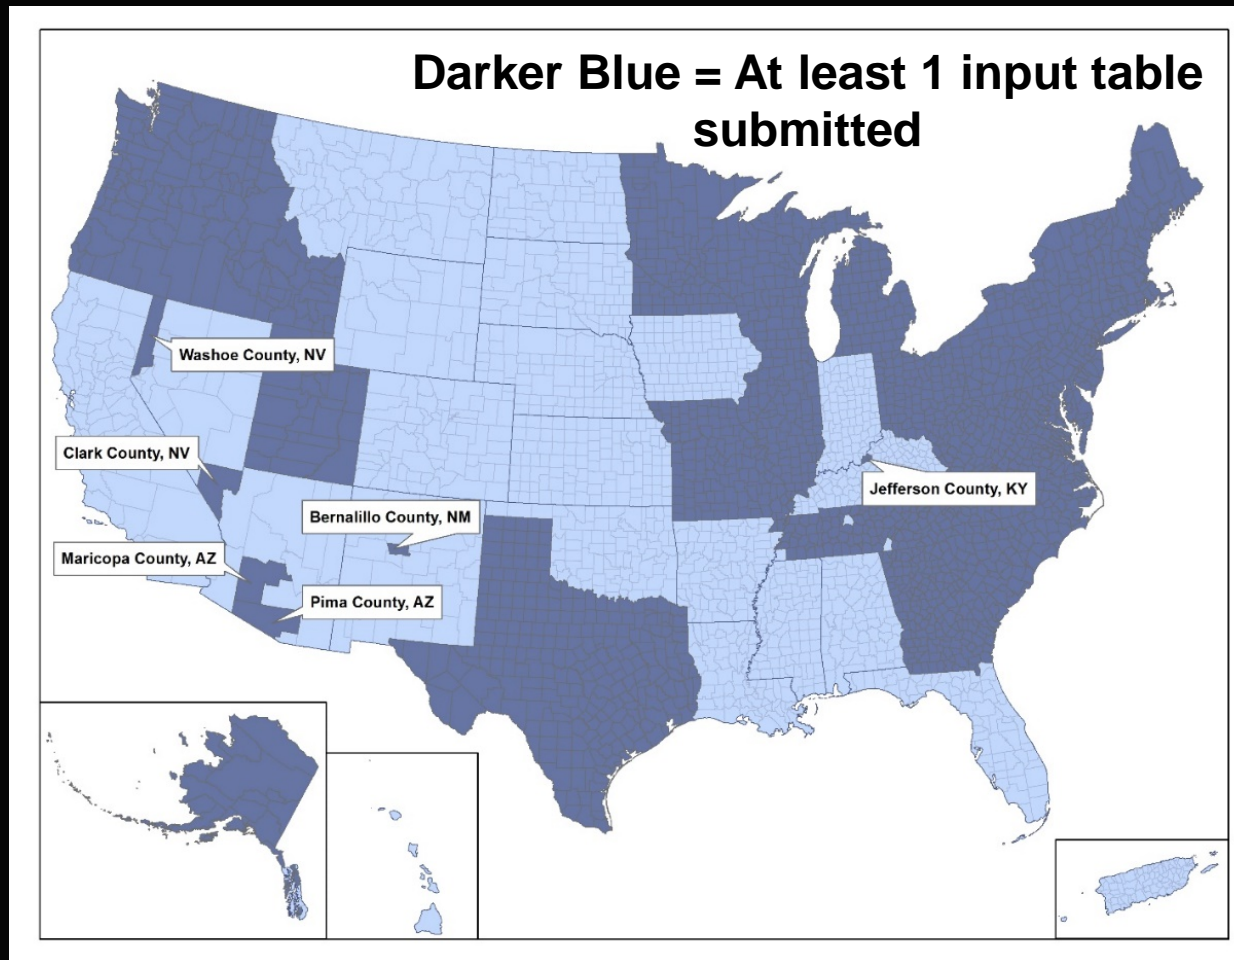 Darker Blue = At least 1 input table
submitted
Washoe County, NV
Clark County, NV
Jefferson County, KY
Bernalillo County, NM
Maricopa County, AZ
Pima County, AZ